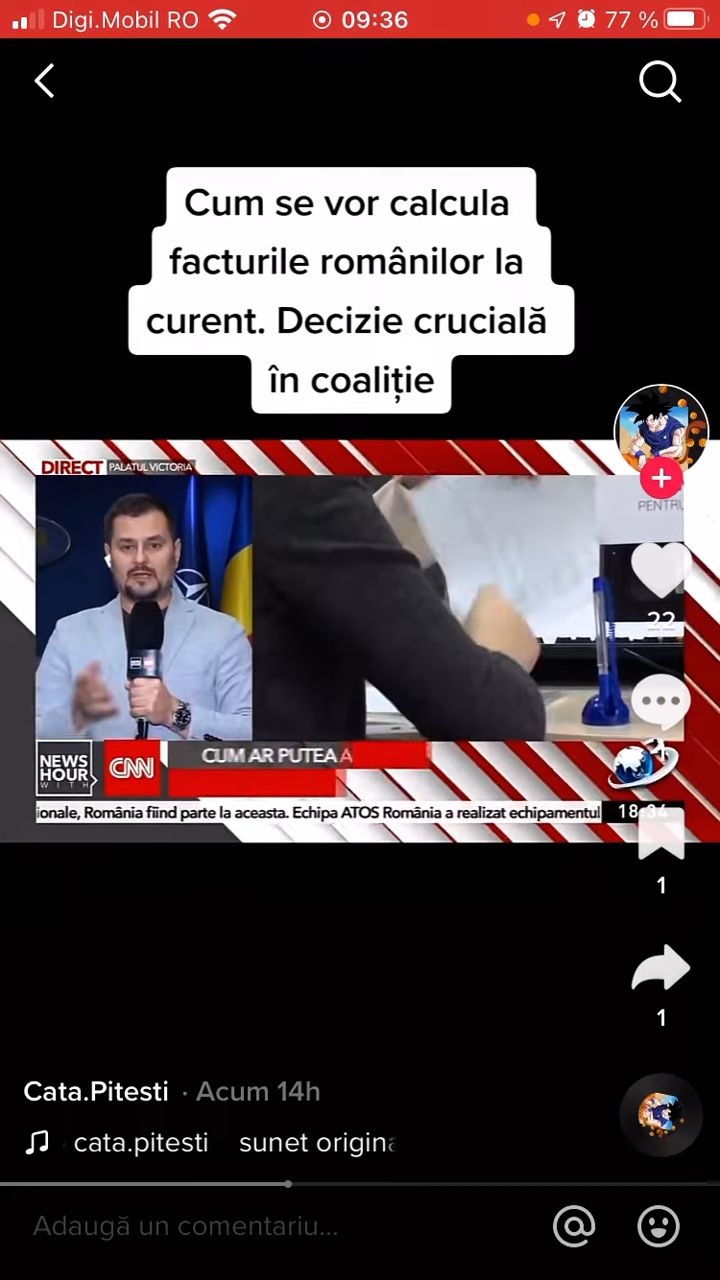 Digi.Mobil RO
09:36
77 %
Cum se vor calcula
facturile românilor la
curent. Decizie crucială
în coaliție
DIRECT PALATUL VICTORIA
PENTRU
22
NEWS
HOUR
WITH
CNN
CUM AR PUTEA A
ionale, România fiind parte la aceasta. Echipa ATOS România a realizat echipamentul
18:34
1
1
1
Cata.Pitesti · Acum 14h
cata.pitesti sunet origina
Adaugă un comentariu...